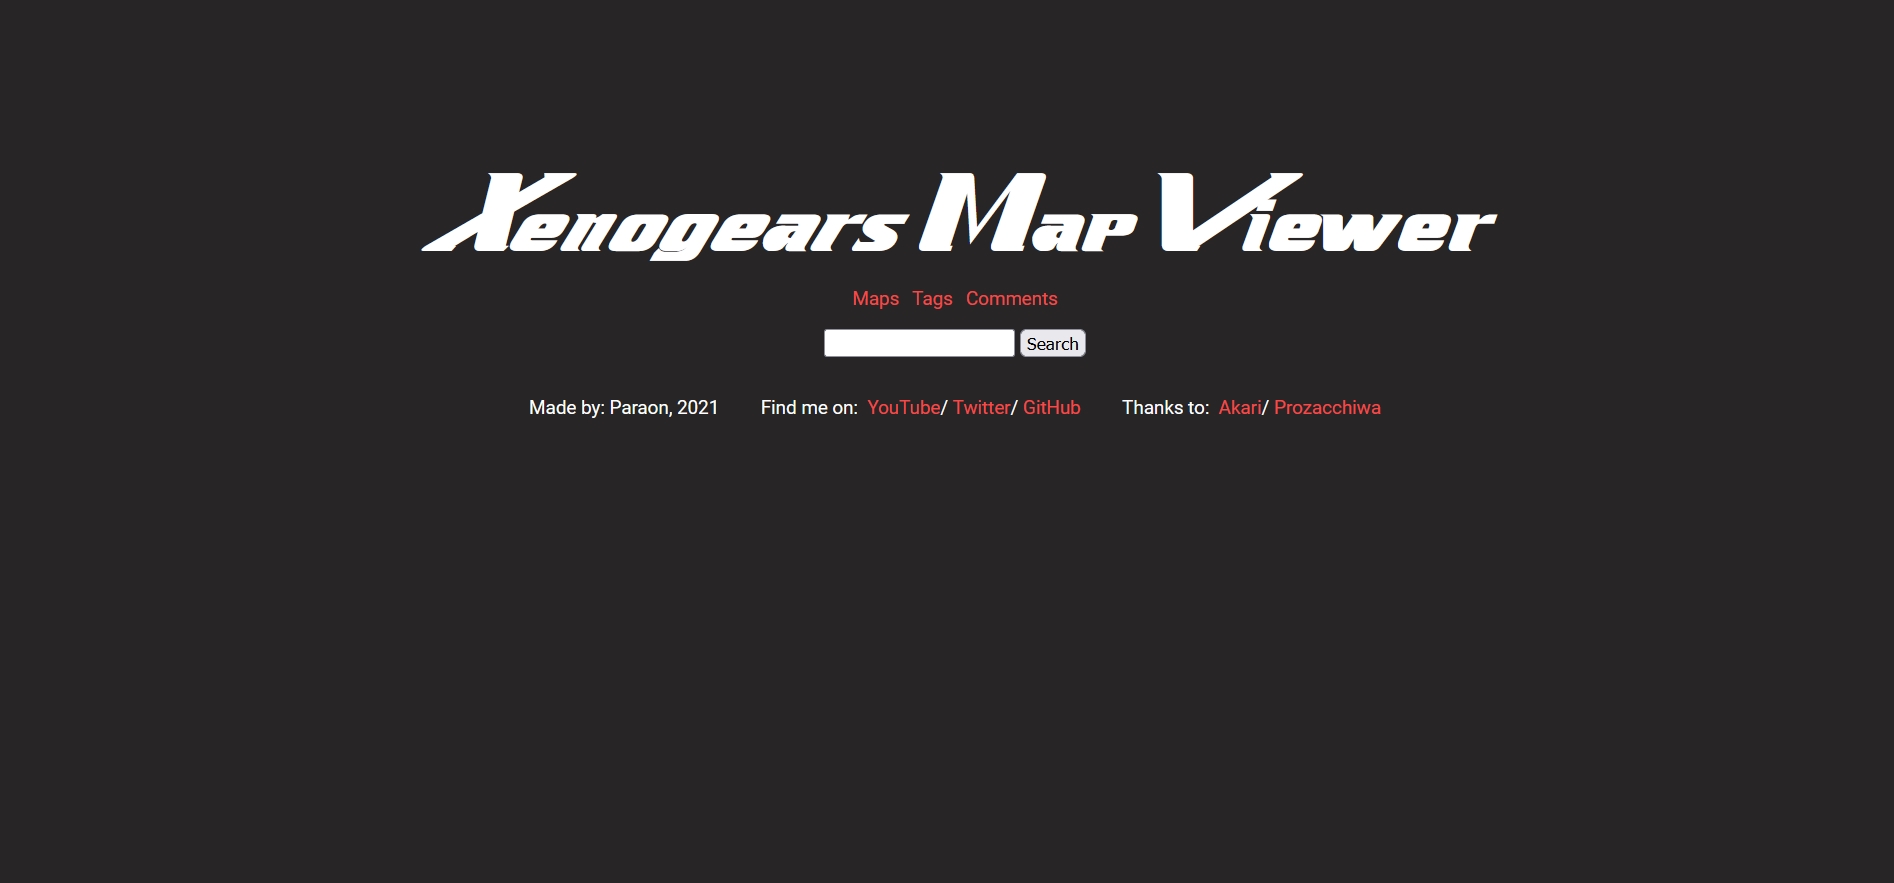 Xenogears Map Viewer
Maps Tags Comments
Search
Made by: Paraon, 2021 Find me on: YouTube/ Twitter/ GitHub Thanks to: Akari/ Prozacchiwa